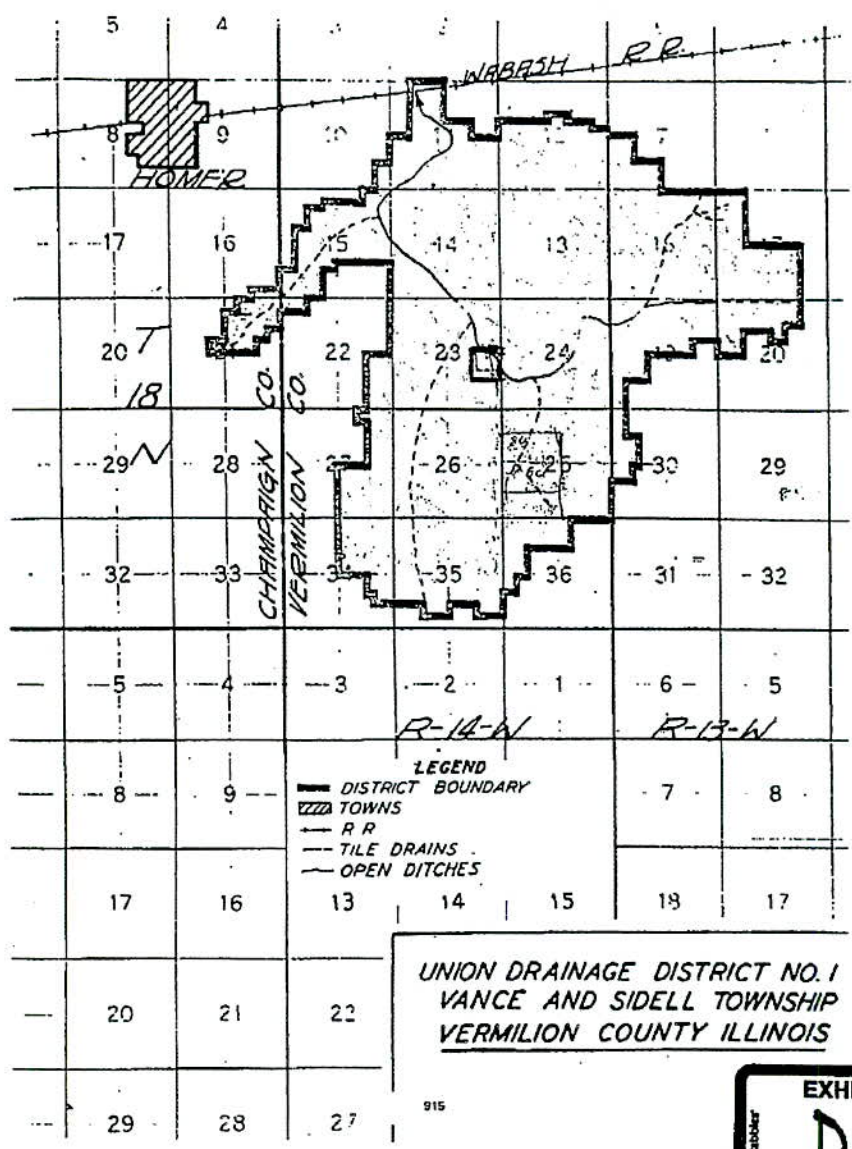 5 4
WABASH R R
8 9
HOMER
17 16 15 14 13
20 T 22 23 24 20
18
N
CHAMPAIGN CO.
VERMILION CO.
29 28 26 25 30 29
32 33 35 36 31 32
5 4 3 2 1 6 5
R-14-W R-13-W
LEGEND
DISTRICT BOUNDARY
TOWNS
R R
TILE DRAINS
OPEN DITCHES
8 9 7 8
17 16 13 14 15 18 17
UNION DRAINAGE DISTRICT NO. 1
VANCE AND SIDELL TOWNSHIP
VERMILION COUNTY ILLINOIS
20 21 22
915
29 28 27
EXHI